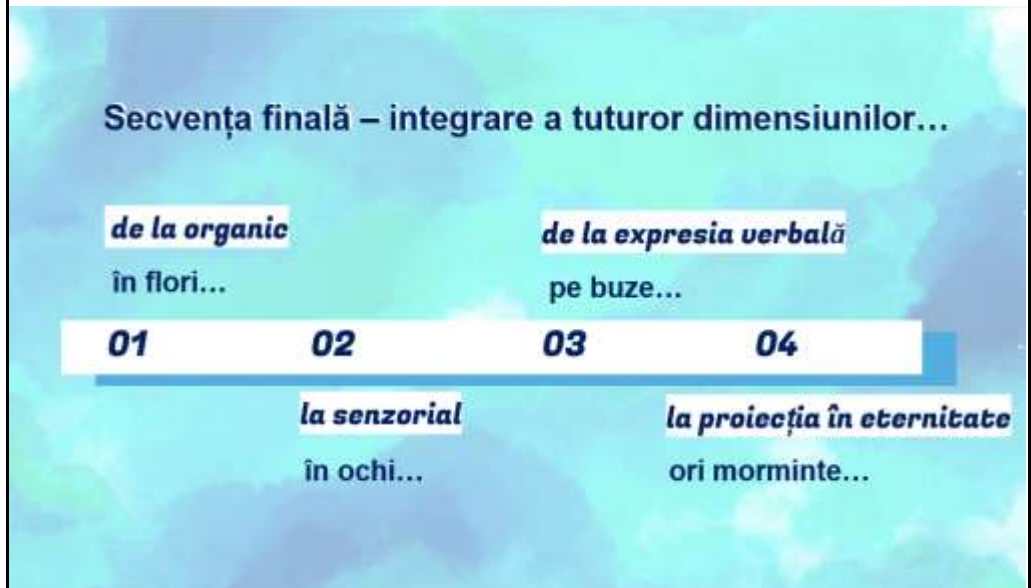 Secvența finală – integrare a tuturor dimensiunilor…
de la organic
în flori…
de la expresia verbală
pe buze…
01 02 03 04
la senzorial
în ochi…
la proiecția în eternitate
ori morminte…